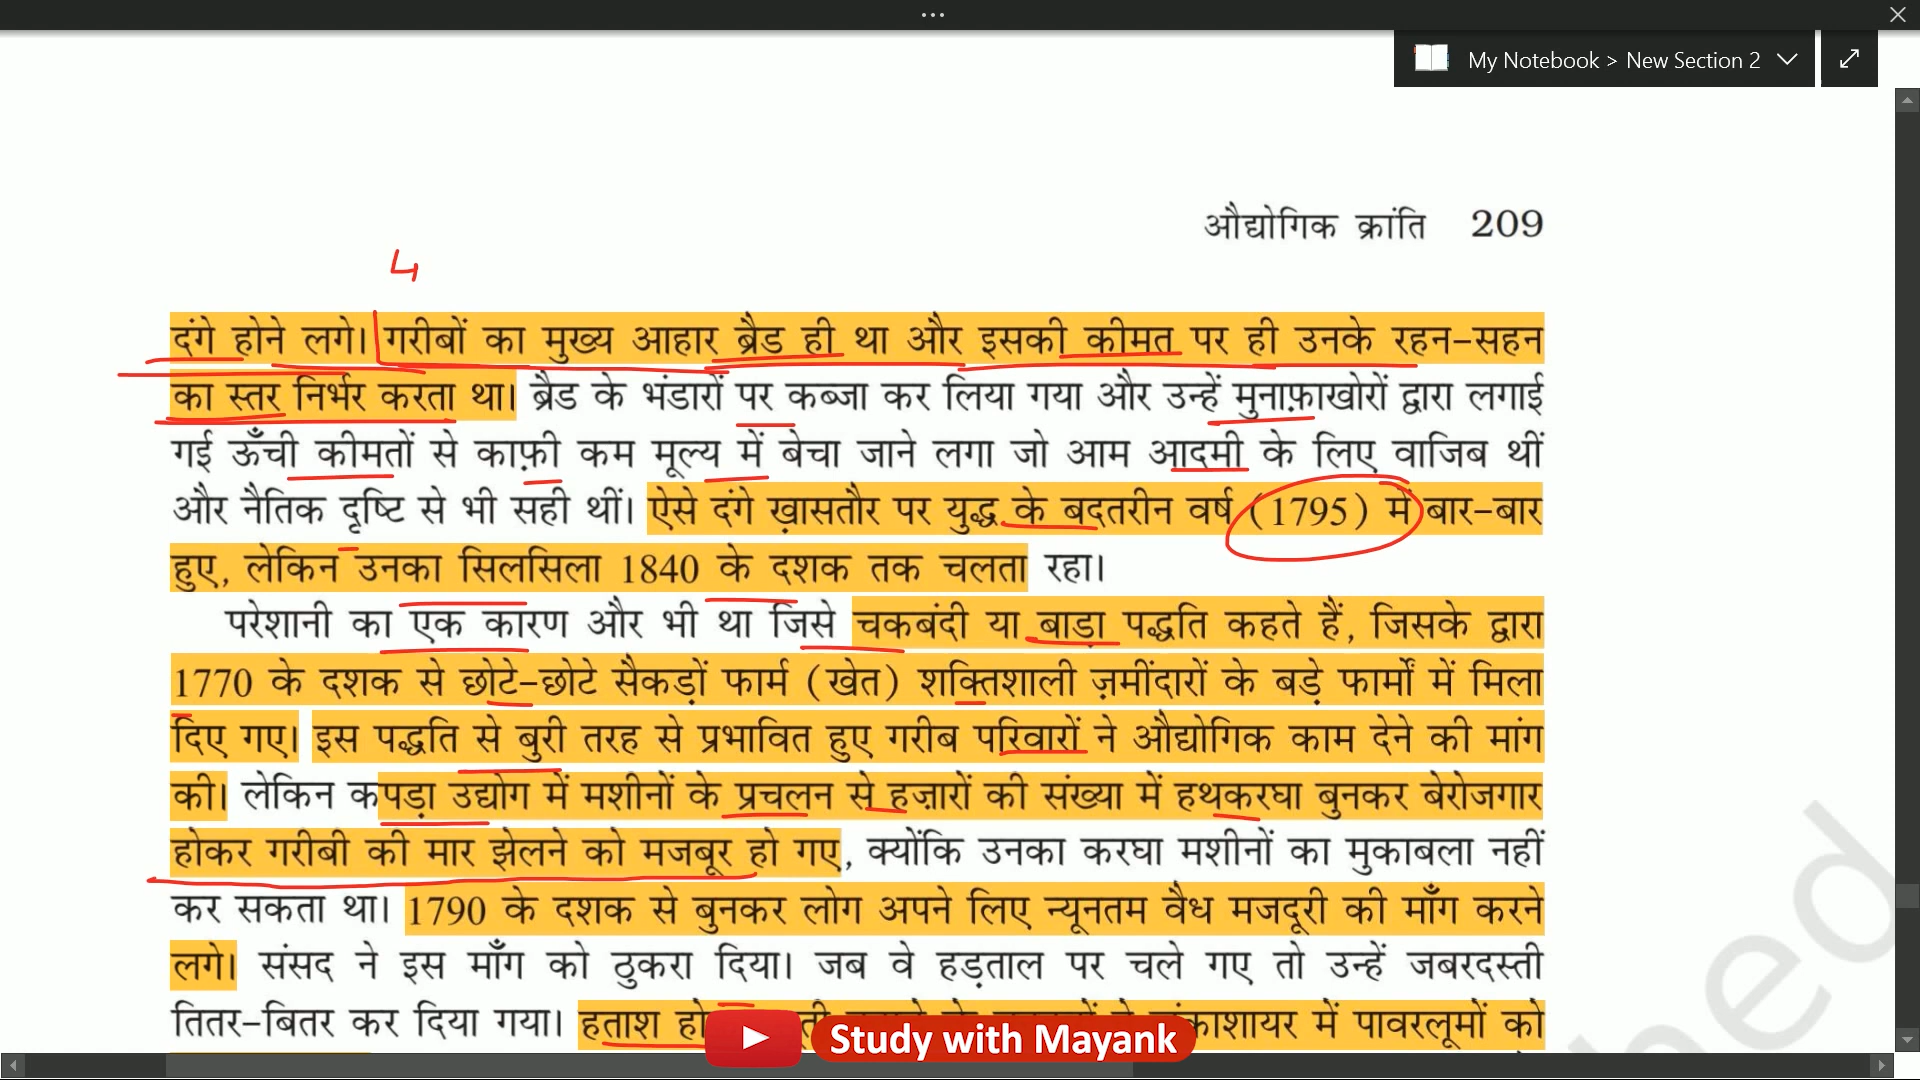 My Notebook > New Section 2
औद्योगिक क्रांति 209
4
दंगे होने लगे। गरीबों का मुख्य आहार ब्रैड ही था और इसकी कीमत पर ही उनके रहन-सहन
का स्तर निर्भर करता था। ब्रैड के भंडारों पर कब्जा कर लिया गया और उन्हें मुनाफ़ाखोरों द्वारा लगाई
गई ऊँची कीमतों से काफ़ी कम मूल्य में बेचा जाने लगा जो आम आदमी के लिए वाजिब थीं
और नैतिक दृष्टि से भी सही थीं। ऐसे दंगे ख़ासतौर पर युद्ध के बदतरीन वर्ष (1795) में बार-बार
हुए, लेकिन उनका सिलसिला 1840 के दशक तक चलता रहा।
परेशानी का एक कारण और भी था जिसे चकबंदी या बाड़ा पद्धति कहते हैं, जिसके द्वारा
1770 के दशक से छोटे-छोटे सैकड़ों फार्म (खेत) शक्तिशाली ज़मींदारों के बड़े फार्मों में मिला
दिए गए। इस पद्धति से बुरी तरह से प्रभावित हुए गरीब परिवारों ने औद्योगिक काम देने की मांग
की। लेकिन कपड़ा उद्योग में मशीनों के प्रचलन से हज़ारों की संख्या में हथकरघा बुनकर बेरोजगार
होकर गरीबी की मार झेलने को मजबूर हो गए, क्योंकि उनका करघा मशीनों का मुकाबला नहीं
कर सकता था। 1790 के दशक से बुनकर लोग अपने लिए न्यूनतम वैध मजदूरी की माँग करने
लगे। संसद ने इस माँग को ठुकरा दिया। जब वे हड़ताल पर चले गए तो उन्हें जबरदस्ती
तितर-बितर कर दिया गया। हताश हो में पावरलूमों को
Study with Mayank